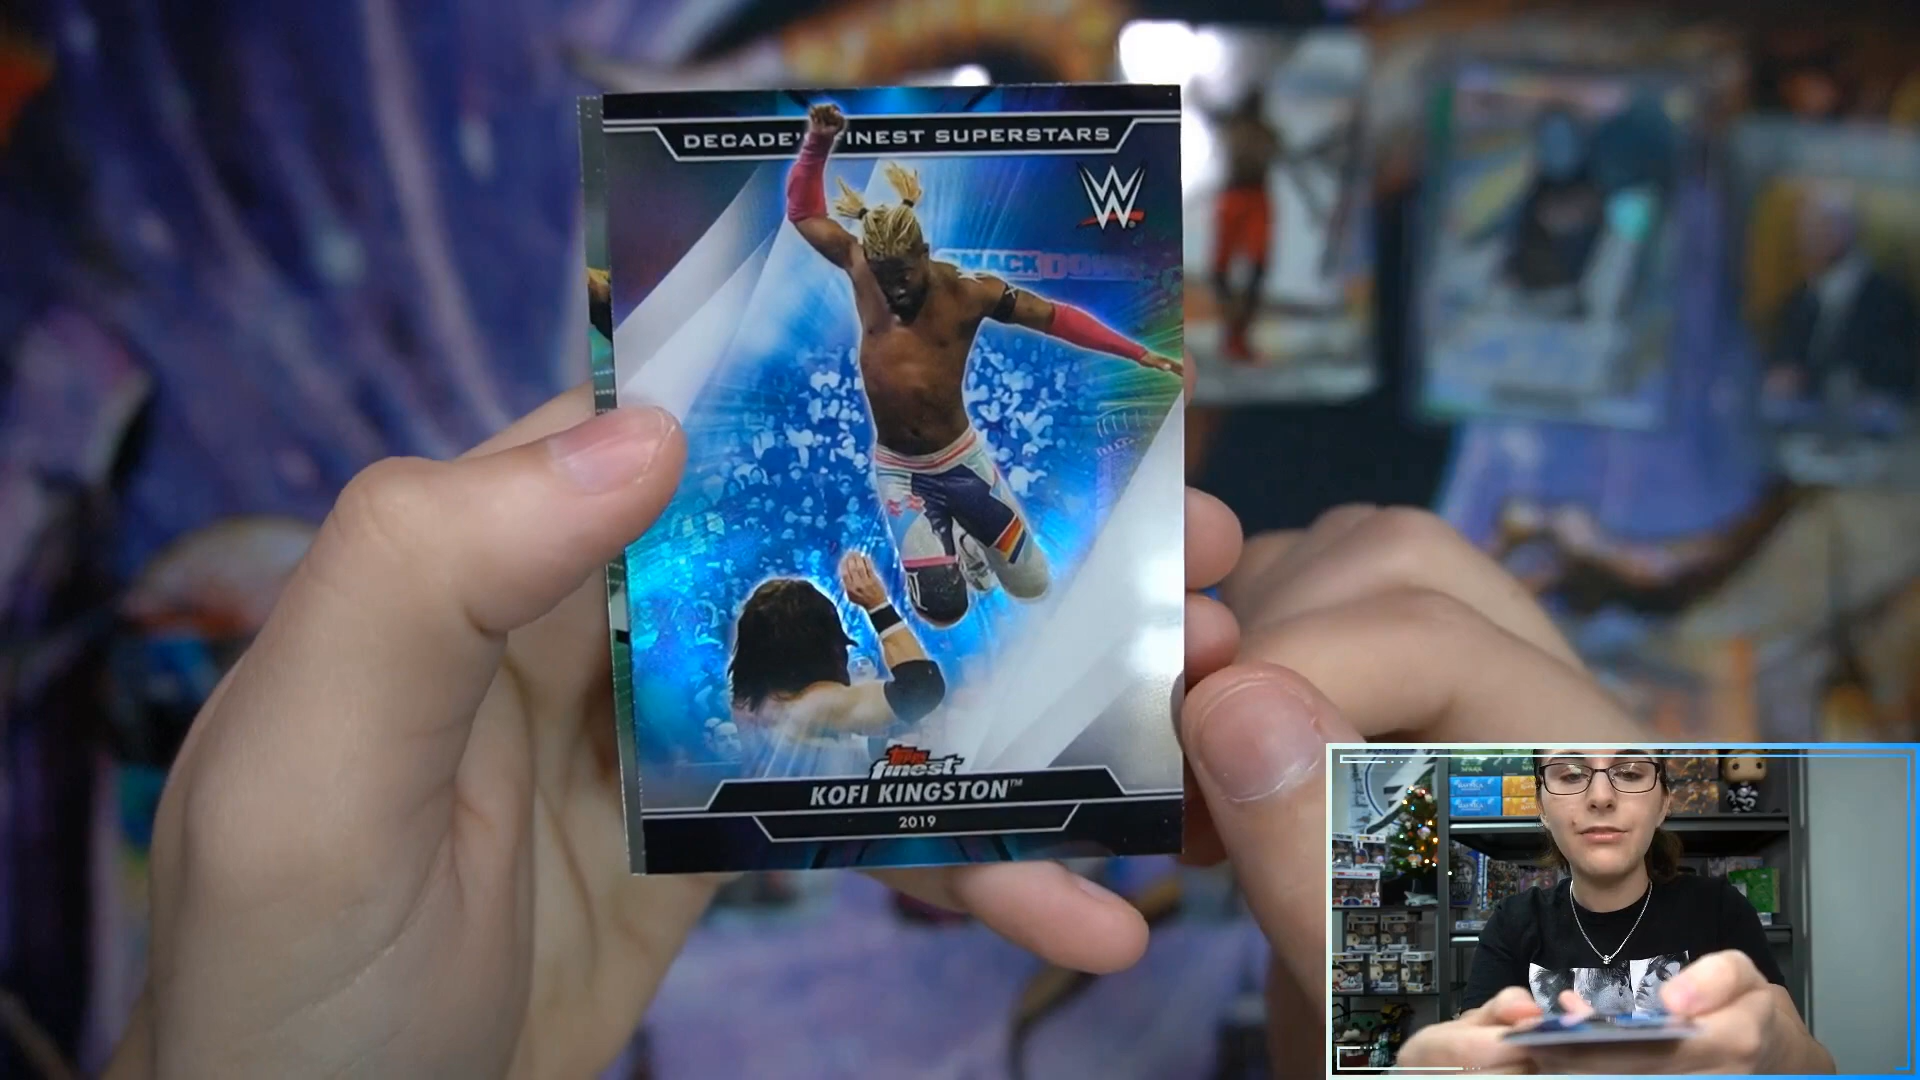 DECADE'S FINEST SUPERSTARS
W
SMACKDOWN
Topps
finest
KOFI KINGSTON™
2019